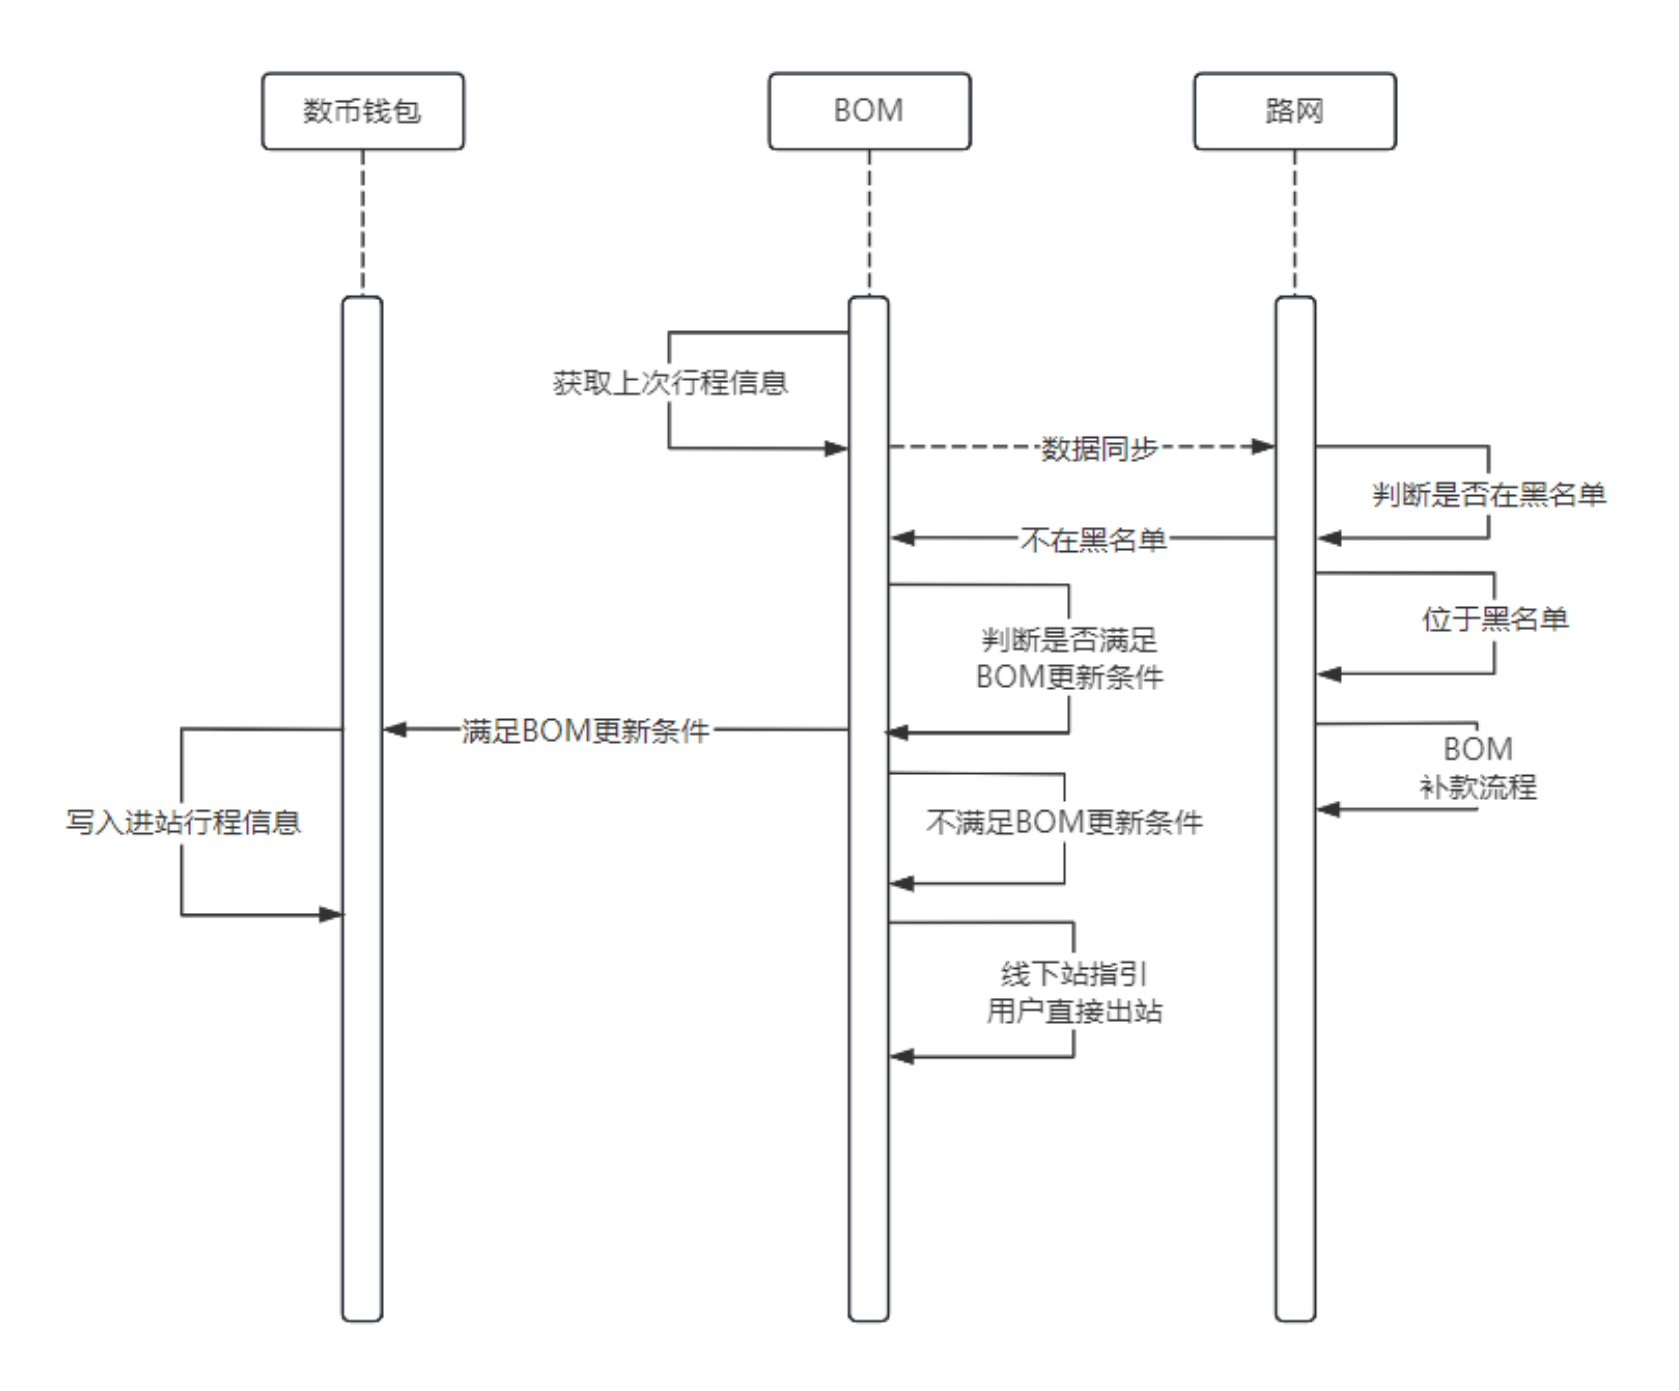 数币钱包
BOM
路网
获取上次行程信息
数据同步
判断是否在黑名单
不在黑名单
位于黑名单
判断是否满足
BOM更新条件
满足BOM更新条件
BOM
补款流程
写入进站行程信息
不满足BOM更新条件
线下站指引
用户直接出站